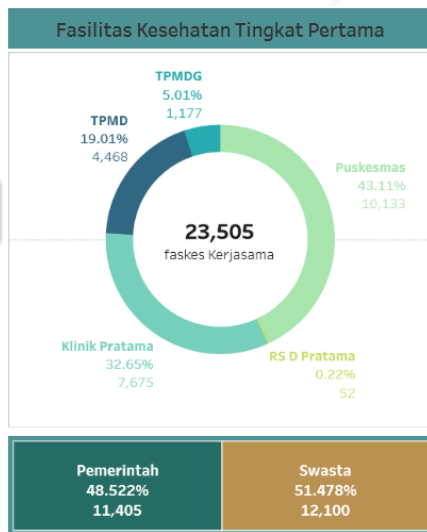 Fasilitas Kesehatan Tingkat Pertama
TPMDG
5.01%
1,177
TPMD
19.01%
4,468
Puskesmas
43.11%
10,133
23,505
faskes Kerjasama
Klinik Pratama
32.65%
7,675
RS D Pratama
0.22%
52
Pemerintah
48.522%
11,405
Swasta
51.478%
12,100